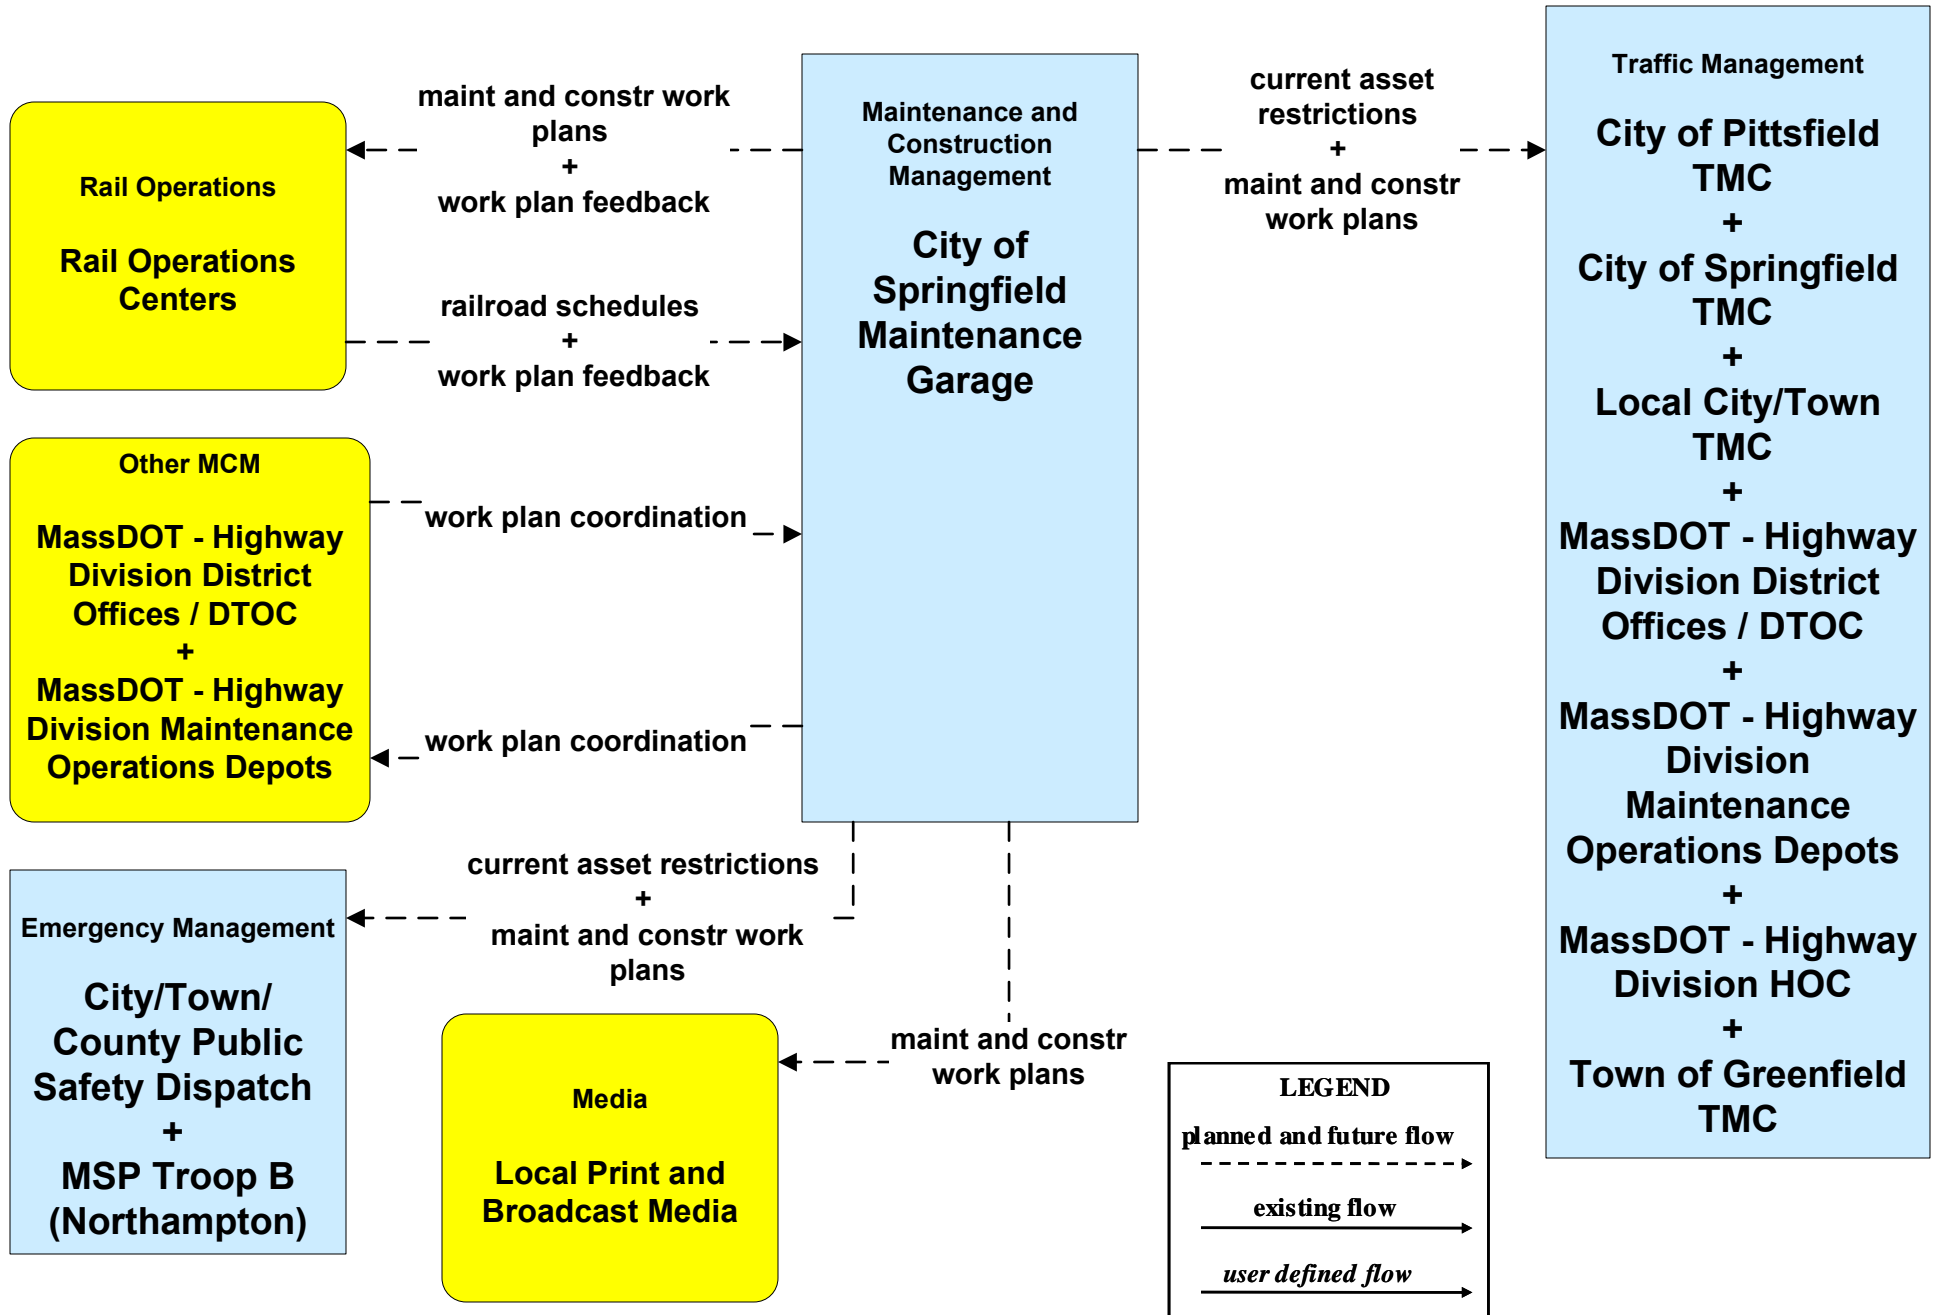 maint and constr work
plans
+
work plan feedback
Rail Operations
Rail Operations
Centers
railroad schedules
+
work plan feedback
Other MCM
MassDOT - Highway
Division District
Offices / DTOC
+
MassDOT - Highway
Division Maintenance
Operations Depots
work plan coordination
work plan coordination
Maintenance and
Construction
Management
City of
Springfield
Maintenance
Garage
current asset
restrictions
+
maint and constr
work plans
Traffic Management
City of Pittsfield
TMC
+
City of Springfield
TMC
+
Local City/Town
TMC
+
MassDOT - Highway
Division District
Offices / DTOC
+
MassDOT - Highway
Division
Maintenance
Operations Depots
+
MassDOT - Highway
Division HOC
+
Town of Greenfield
TMC
current asset restrictions
+
maint and constr work
plans
Emergency Management
City/Town/
County Public
Safety Dispatch
+
MSP Troop B
(Northampton)
maint and constr
work plans
Media
Local Print and
Broadcast Media
LEGEND
planned and future flow
existing flow
user defined flow